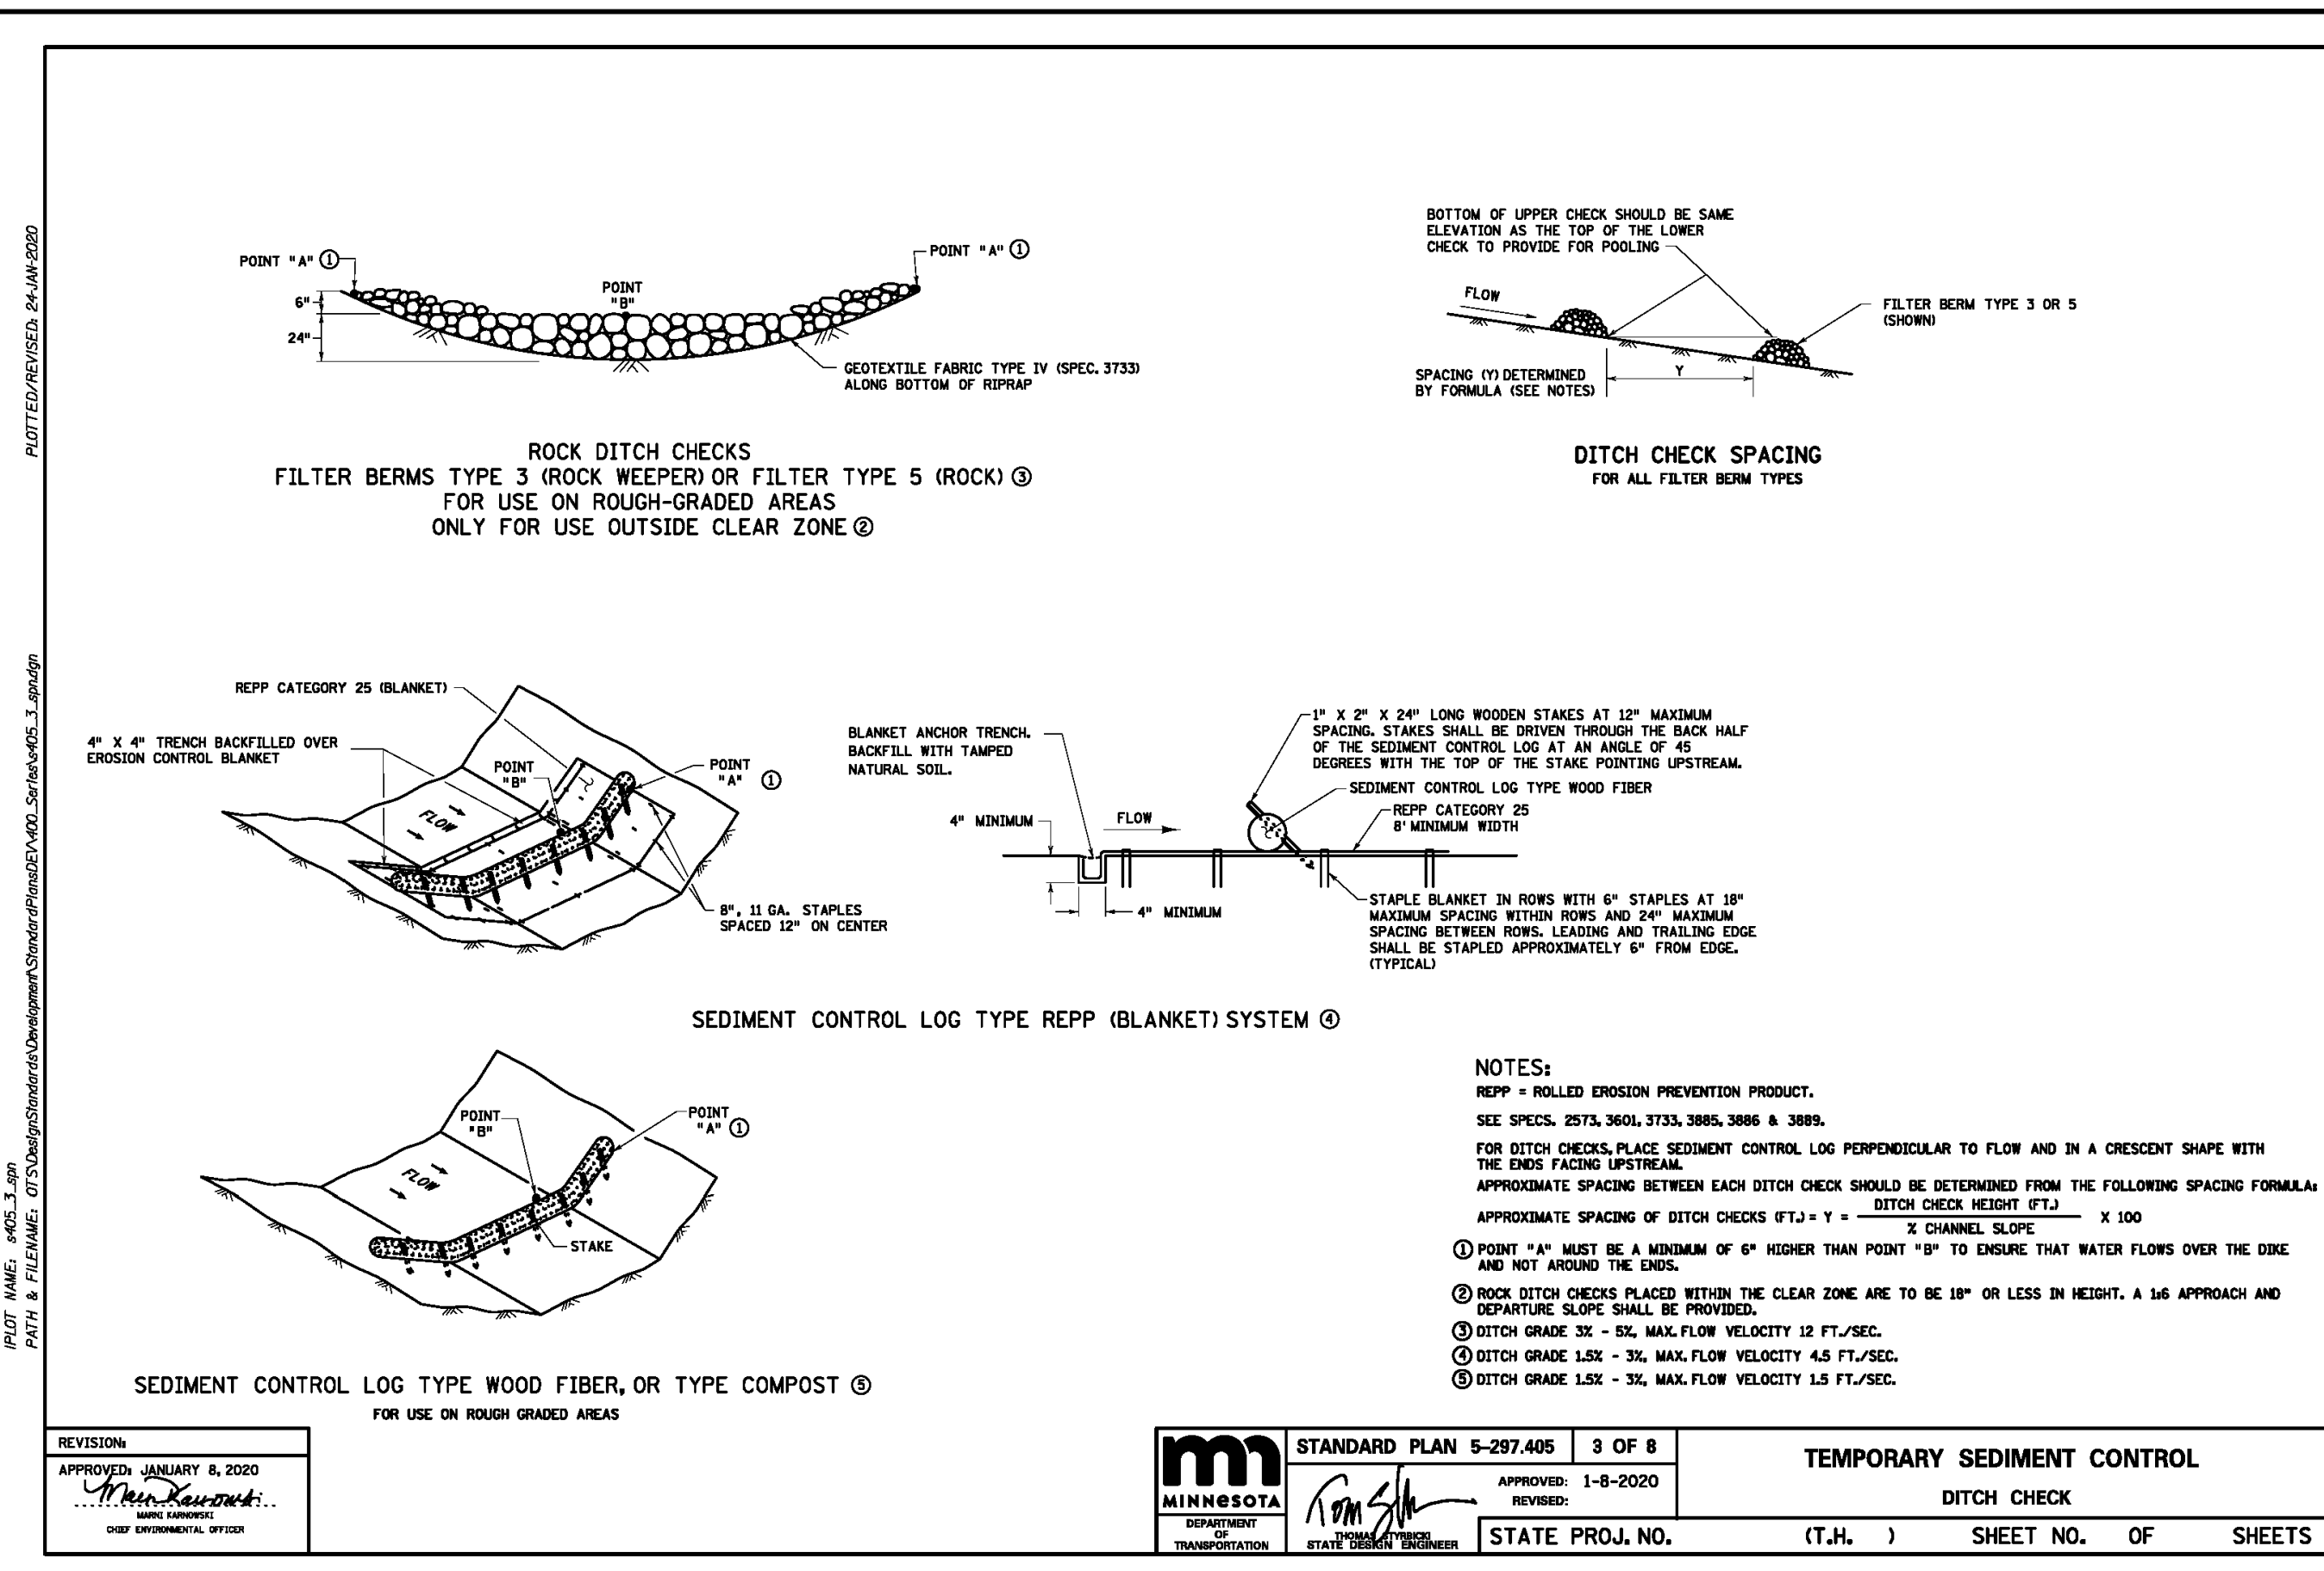 PLOTTED/REVISED: 24-JAN-2020
IPLOT NAME: s405_3_spn
PATH & FILENAME: OTS\DesignStandards\Development\StandardPlansDEV\400_Series\s405_3_spn.dgn
POINT "A" ①
POINT "A" ①
POINT
"B"
6"
24"
GEOTEXTILE FABRIC TYPE IV (SPEC. 3733)
ALONG BOTTOM OF RIPRAP
ROCK DITCH CHECKS
FILTER BERMS TYPE 3 (ROCK WEEPER) OR FILTER TYPE 5 (ROCK) ③
FOR USE ON ROUGH-GRADED AREAS
ONLY FOR USE OUTSIDE CLEAR ZONE ②
BOTTOM OF UPPER CHECK SHOULD BE SAME
ELEVATION AS THE TOP OF THE LOWER
CHECK TO PROVIDE FOR POOLING
FLOW
FILTER BERM TYPE 3 OR 5
(SHOWN)
SPACING (Y) DETERMINED
BY FORMULA (SEE NOTES)
Y
DITCH CHECK SPACING
FOR ALL FILTER BERM TYPES
REPP CATEGORY 25 (BLANKET)
4" X 4" TRENCH BACKFILLED OVER
EROSION CONTROL BLANKET
POINT
"B"
POINT
"A" ①
FLOW
8", 11 GA. STAPLES
SPACED 12" ON CENTER
BLANKET ANCHOR TRENCH.
BACKFILL WITH TAMPED
NATURAL SOIL.
1" X 2" X 24" LONG WOODEN STAKES AT 12" MAXIMUM
SPACING. STAKES SHALL BE DRIVEN THROUGH THE BACK HALF
OF THE SEDIMENT CONTROL LOG AT AN ANGLE OF 45
DEGREES WITH THE TOP OF THE STAKE POINTING UPSTREAM.
SEDIMENT CONTROL LOG TYPE WOOD FIBER
REPP CATEGORY 25
8' MINIMUM WIDTH
4" MINIMUM
FLOW
4" MINIMUM
STAPLE BLANKET IN ROWS WITH 6" STAPLES AT 18"
MAXIMUM SPACING WITHIN ROWS AND 24" MAXIMUM
SPACING BETWEEN ROWS. LEADING AND TRAILING EDGE
SHALL BE STAPLED APPROXIMATELY 6" FROM EDGE.
(TYPICAL)
SEDIMENT CONTROL LOG TYPE REPP (BLANKET) SYSTEM ④
POINT
"B"
POINT
"A" ①
FLOW
STAKE
SEDIMENT CONTROL LOG TYPE WOOD FIBER, OR TYPE COMPOST ⑤
FOR USE ON ROUGH GRADED AREAS
NOTES:
REPP = ROLLED EROSION PREVENTION PRODUCT.
SEE SPECS. 2573, 3601, 3733, 3885, 3886 & 3889.
FOR DITCH CHECKS, PLACE SEDIMENT CONTROL LOG PERPENDICULAR TO FLOW AND IN A CRESCENT SHAPE WITH
THE ENDS FACING UPSTREAM.
APPROXIMATE SPACING BETWEEN EACH DITCH CHECK SHOULD BE DETERMINED FROM THE FOLLOWING SPACING FORMULA:
DITCH CHECK HEIGHT (FT.)
APPROXIMATE SPACING OF DITCH CHECKS (FT.) = Y = X 100
% CHANNEL SLOPE
① POINT "A" MUST BE A MINIMUM OF 6" HIGHER THAN POINT "B" TO ENSURE THAT WATER FLOWS OVER THE DIKE
AND NOT AROUND THE ENDS.
② ROCK DITCH CHECKS PLACED WITHIN THE CLEAR ZONE ARE TO BE 18" OR LESS IN HEIGHT. A 1:6 APPROACH AND
DEPARTURE SLOPE SHALL BE PROVIDED.
③ DITCH GRADE 3% - 5%, MAX. FLOW VELOCITY 12 FT./SEC.
④ DITCH GRADE 1.5% - 3%, MAX. FLOW VELOCITY 4.5 FT./SEC.
⑤ DITCH GRADE 1.5% - 3%, MAX. FLOW VELOCITY 1.5 FT./SEC.
REVISION:
APPROVED: JANUARY 8, 2020
MARNI KARNOWSKI
CHIEF ENVIRONMENTAL OFFICER
MINNESOTA
DEPARTMENT
OF
TRANSPORTATION
STANDARD PLAN 5-297.405 3 OF 8
APPROVED: 1-8-2020
REVISED:
THOMAS STYRBICKI
STATE DESIGN ENGINEER
TEMPORARY SEDIMENT CONTROL
DITCH CHECK
STATE PROJ. NO. (T.H. ) SHEET NO. OF SHEETS